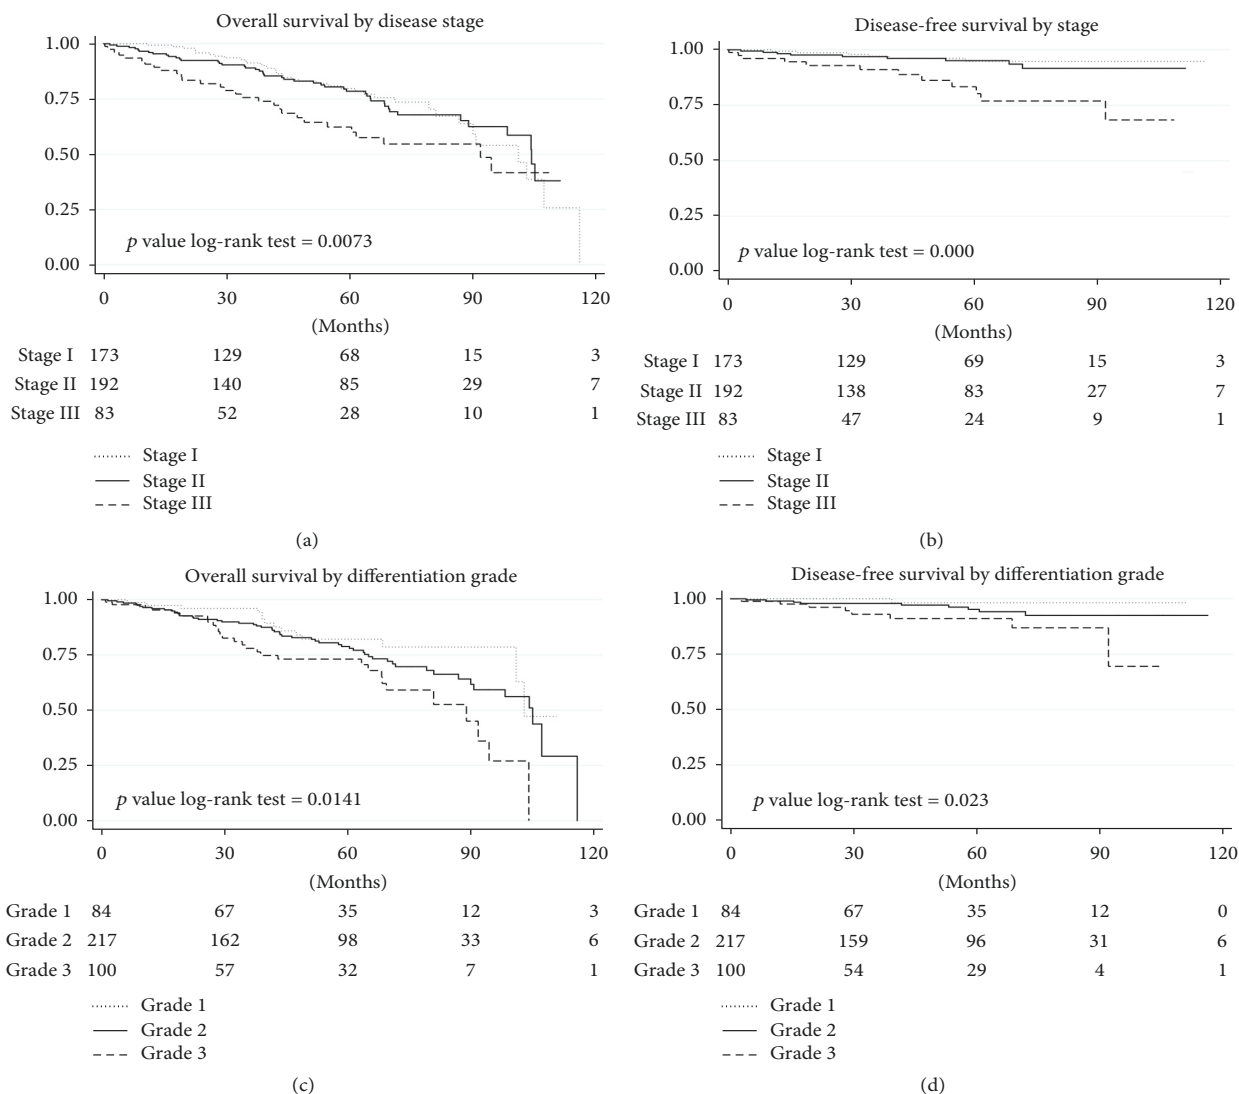 Overall survival by disease stage
1.00
0.75
0.50
0.25
0.00
p value log-rank test = 0.0073
0 30 60 90 120
(Months)
Stage I 173 129 68 15 3
Stage II 192 140 85 29 7
Stage III 83 52 28 10 1
Stage I
Stage II
Stage III
(a)
Disease-free survival by stage
1.00
0.75
0.50
0.25
0.00
p value log-rank test = 0.000
0 30 60 90 120
(Months)
Stage I 173 129 69 15 3
Stage II 192 138 83 27 7
Stage III 83 47 24 9 1
Stage I
Stage II
Stage III
(b)
Overall survival by differentiation grade
1.00
0.75
0.50
0.25
0.00
p value log-rank test = 0.0141
0 30 60 90 120
(Months)
Grade 1 84 67 35 12 3
Grade 2 217 162 98 33 6
Grade 3 100 57 32 7 1
Grade 1
Grade 2
Grade 3
(c)
Disease-free survival by differentiation grade
1.00
0.75
0.50
0.25
0.00
p value log-rank test = 0.023
0 30 60 90 120
(Months)
Grade 1 84 67 35 12 0
Grade 2 217 159 96 31 6
Grade 3 100 54 29 4 1
Grade 1
Grade 2
Grade 3
(d)